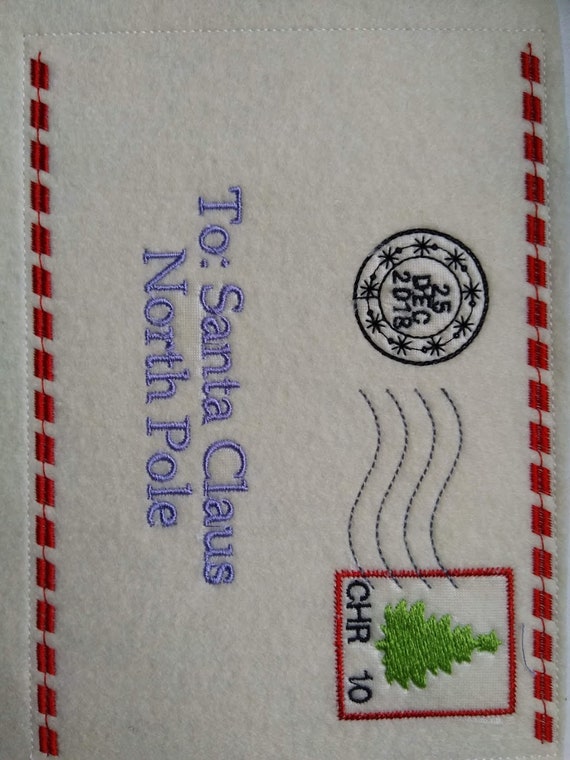 25
DEC
2018
CHR 10
To: Santa Claus
North Pole